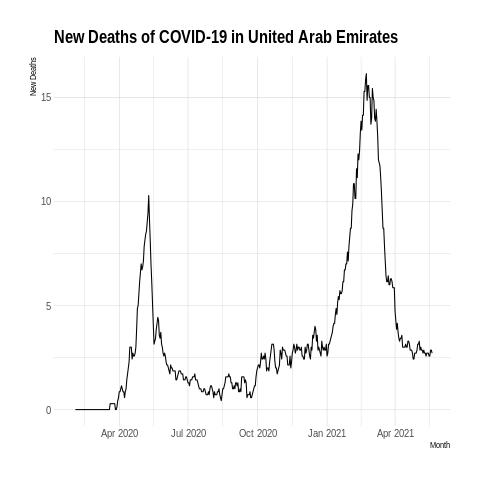 New Deaths of COVID-19 in United Arab Emirates
New Deaths
15
10
5
0
Apr 2020 Jul 2020 Oct 2020 Jan 2021 Apr 2021
Month